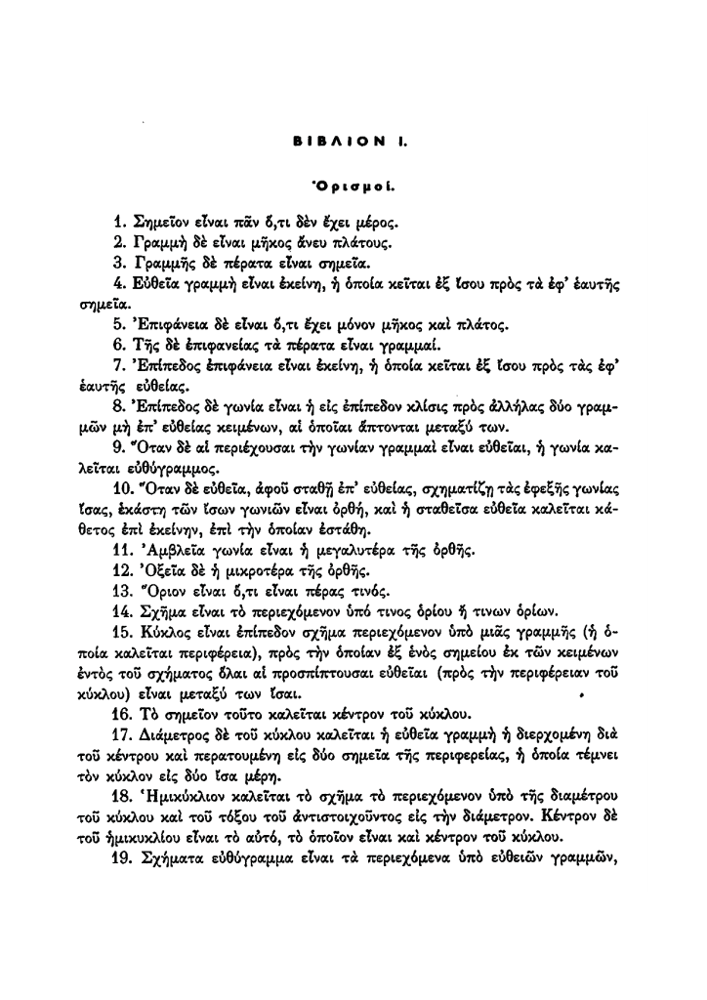 ΒΙΒΛΙΟΝ Ι.
Ὁρισμοί.
1. Σημεῖον εἶναι πᾶν ὅ,τι δὲν ἔχει μέρος.
2. Γραμμὴ δὲ εἶναι μῆκος ἄνευ πλάτους.
3. Γραμμῆς δὲ πέρατα εἶναι σημεῖα.
4. Εὐθεῖα γραμμὴ εἶναι ἐκείνη, ἡ ὁποία κεῖται ἐξ ἴσου πρὸς τὰ ἐφ’ ἑαυτῆς
σημεῖα.
5. Ἐπιφάνεια δὲ εἶναι ὅ,τι ἔχει μόνον μῆκος καὶ πλάτος.
6. Τῆς δὲ ἐπιφανείας τὰ πέρατα εἶναι γραμμαί.
7. Ἐπίπεδος ἐπιφάνεια εἶναι ἐκείνη, ἡ ὁποία κεῖται ἐξ ἴσου πρὸς τὰς ἐφ’
ἑαυτῆς εὐθείας.
8. Ἐπίπεδος δὲ γωνία εἶναι ἡ εἰς ἐπίπεδον κλίσις πρὸς ἀλλήλας δύο γραμ-
μῶν μὴ ἐπ’ εὐθείας κειμένων, αἱ ὁποῖαι ἅπτονται μεταξύ των.
9. Ὅταν δὲ αἱ περιέχουσαι τὴν γωνίαν γραμμαὶ εἶναι εὐθεῖαι, ἡ γωνία κα-
λεῖται εὐθύγραμμος.
10. Ὅταν δὲ εὐθεῖα, ἀφοῦ σταθῇ ἐπ’ εὐθείας, σχηματίζῃ τὰς ἐφεξῆς γωνίας
ἴσας, ἑκάστη τῶν ἴσων γωνιῶν εἶναι ὀρθή, καὶ ἡ σταθεῖσα εὐθεῖα καλεῖται κά-
θετος ἐπὶ ἐκείνην, ἐπὶ τὴν ὁποίαν ἐστάθη.
11. Ἀμβλεῖα γωνία εἶναι ἡ μεγαλυτέρα τῆς ὀρθῆς.
12. Ὀξεῖα δὲ ἡ μικροτέρα τῆς ὀρθῆς.
13. Ὅριον εἶναι ὅ,τι εἶναι πέρας τινός.
14. Σχῆμα εἶναι τὸ περιεχόμενον ὑπό τινος ὁρίου ἤ τινων ὁρίων.
15. Κύκλος εἶναι ἐπίπεδον σχῆμα περιεχόμενον ὑπὸ μιᾶς γραμμῆς (ἡ ὁ-
ποία καλεῖται περιφέρεια), πρὸς τὴν ὁποίαν ἐξ ἑνὸς σημείου ἐκ τῶν κειμένων
ἐντὸς τοῦ σχήματος ὅλαι αἱ προσπίπτουσαι εὐθεῖαι (πρὸς τὴν περιφέρειαν τοῦ
κύκλου) εἶναι μεταξύ των ἴσαι.
16. Τὸ σημεῖον τοῦτο καλεῖται κέντρον τοῦ κύκλου.
17. Διάμετρος δὲ τοῦ κύκλου καλεῖται ἡ εὐθεῖα γραμμὴ ἡ διερχομένη διὰ
τοῦ κέντρου καὶ περατουμένη εἰς δύο σημεῖα τῆς περιφερείας, ἡ ὁποία τέμνει
τὸν κύκλον εἰς δύο ἴσα μέρη.
18. Ἡμικύκλιον καλεῖται τὸ σχῆμα τὸ περιεχόμενον ὑπὸ τῆς διαμέτρου
τοῦ κύκλου καὶ τοῦ τόξου τοῦ ἀντιστοιχοῦντος εἰς τὴν διάμετρον. Κέντρον δὲ
τοῦ ἡμικυκλίου εἶναι τὸ αὐτό, τὸ ὁποῖον εἶναι καὶ κέντρον τοῦ κύκλου.
19. Σχήματα εὐθύγραμμα εἶναι τὰ περιεχόμενα ὑπὸ εὐθειῶν γραμμῶν,